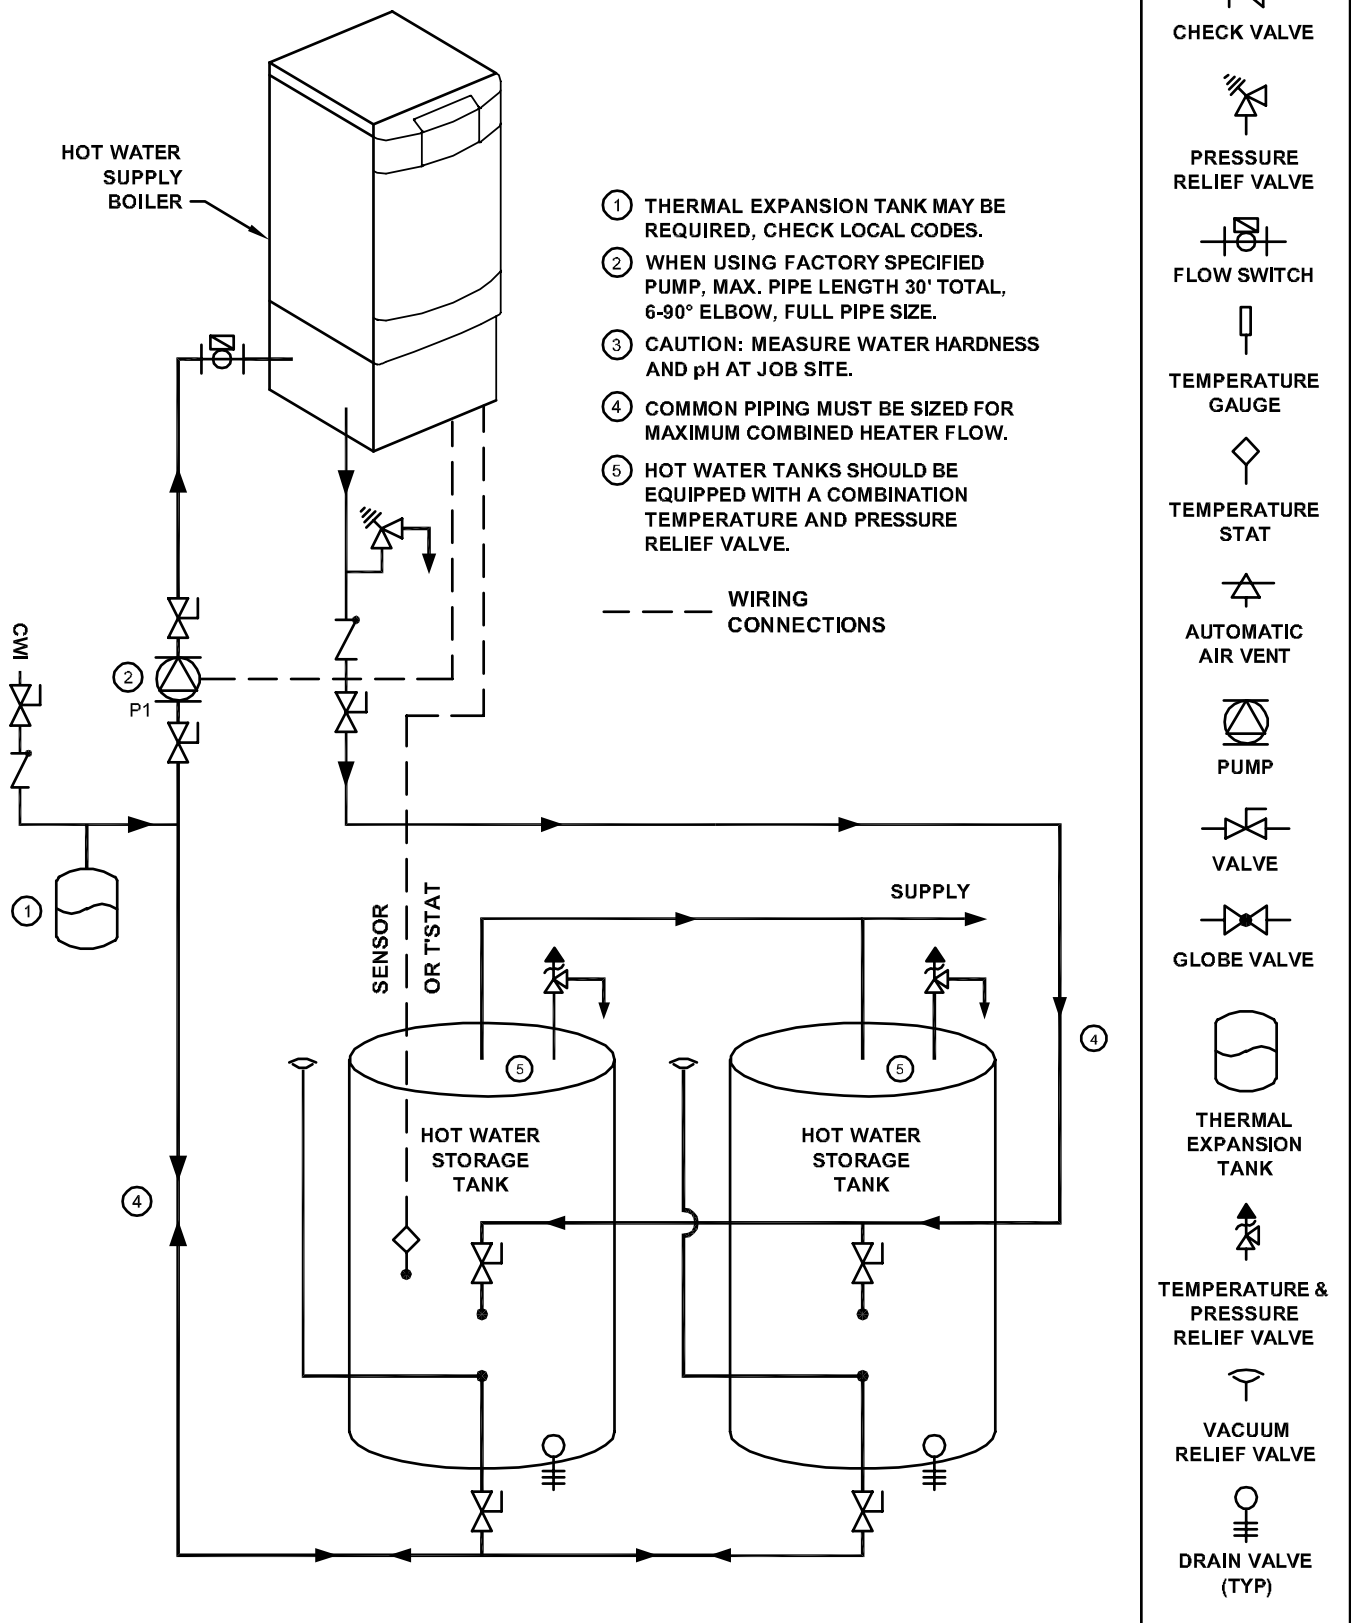 HOT WATER
SUPPLY
BOILER
1 THERMAL EXPANSION TANK MAY BE
REQUIRED, CHECK LOCAL CODES.
2 WHEN USING FACTORY SPECIFIED
PUMP, MAX. PIPE LENGTH 30' TOTAL,
6-90° ELBOW, FULL PIPE SIZE.
3 CAUTION: MEASURE WATER HARDNESS
AND pH AT JOB SITE.
4 COMMON PIPING MUST BE SIZED FOR
MAXIMUM COMBINED HEATER FLOW.
5 HOT WATER TANKS SHOULD BE
EQUIPPED WITH A COMBINATION
TEMPERATURE AND PRESSURE
RELIEF VALVE.
WIRING
CONNECTIONS
CWI
2
P1
1
SENSOR
OR T'STAT
SUPPLY
4
5
5
HOT WATER
STORAGE
TANK
HOT WATER
STORAGE
TANK
4
CHECK VALVE
PRESSURE
RELIEF VALVE
FLOW SWITCH
TEMPERATURE
GAUGE
TEMPERATURE
STAT
AUTOMATIC
AIR VENT
PUMP
VALVE
GLOBE VALVE
THERMAL
EXPANSION
TANK
TEMPERATURE &
PRESSURE
RELIEF VALVE
VACUUM
RELIEF VALVE
DRAIN VALVE
(TYP)